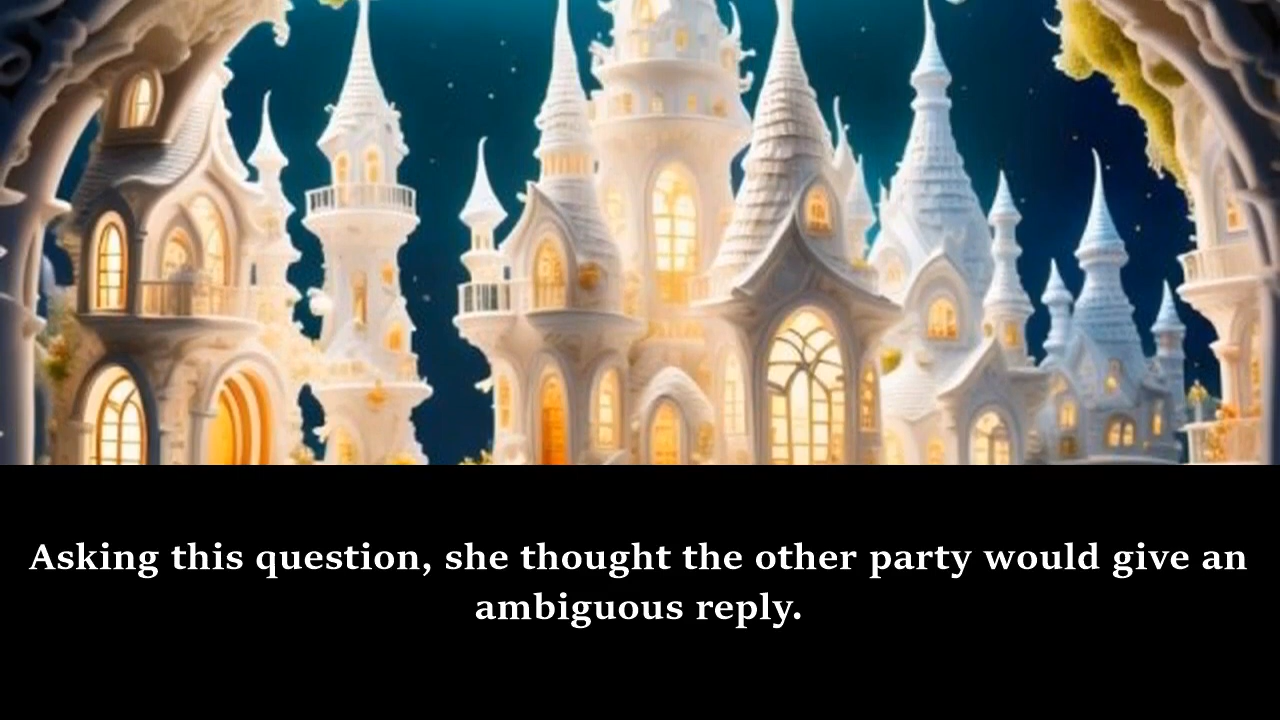 Asking this question, she thought the other party would give an
ambiguous reply.